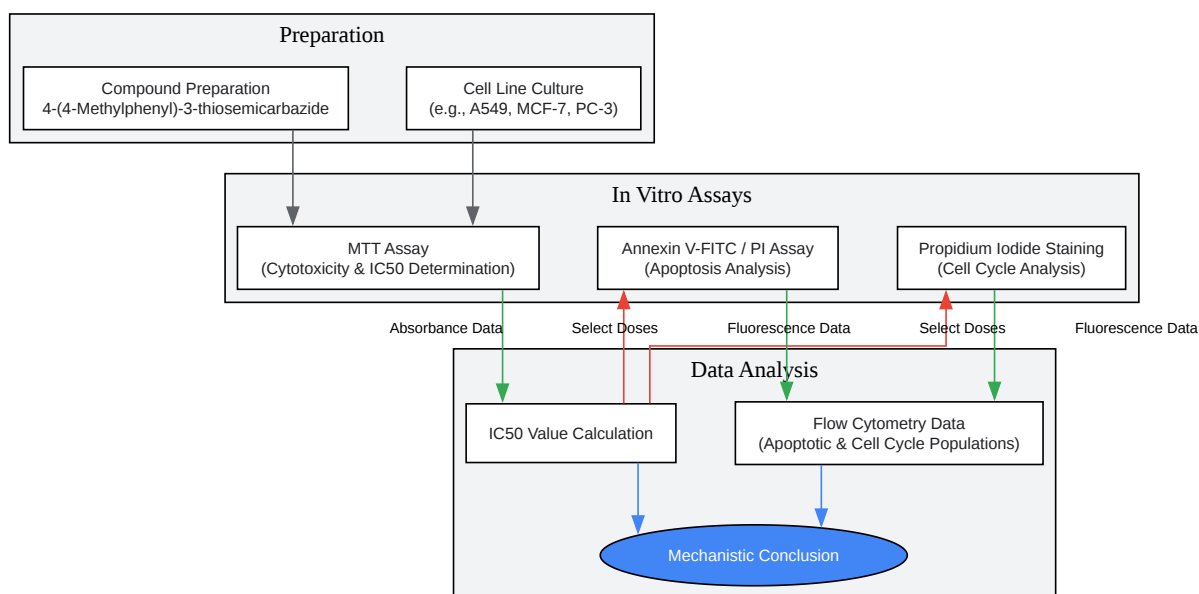 Preparation
Compound Preparation
4-(4-Methylphenyl)-3-thiosemicarbazide
Cell Line Culture
(e.g., A549, MCF-7, PC-3)
In Vitro Assays
MTT Assay
(Cytotoxicity & IC50 Determination)
Annexin V-FITC / PI Assay
(Apoptosis Analysis)
Propidium Iodide Staining
(Cell Cycle Analysis)
Absorbance Data
Select Doses
Fluorescence Data
Select Doses
Fluorescence Data
Data Analysis
IC50 Value Calculation
Flow Cytometry Data
(Apoptotic & Cell Cycle Populations)
Mechanistic Conclusion